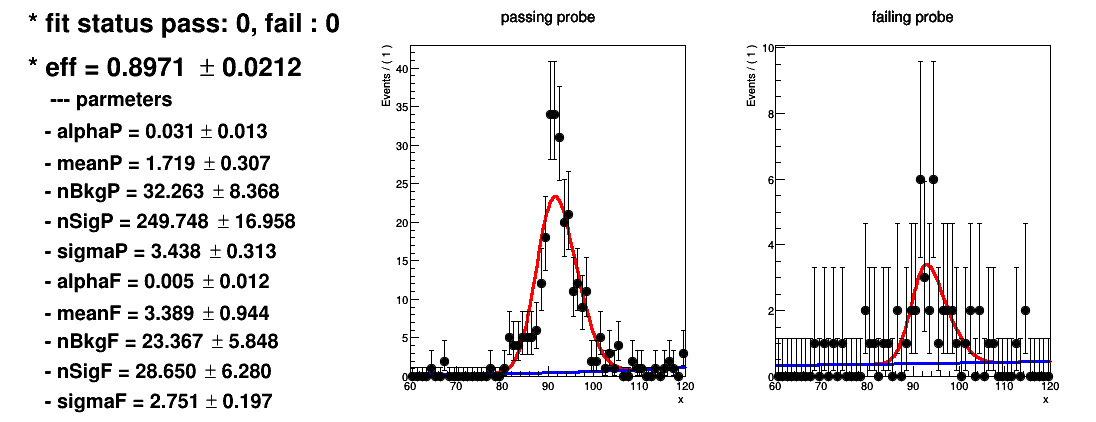 * fit status pass: 0, fail : 0
* eff = 0.8971 ± 0.0212
--- parmeters
- alphaP = 0.031 ± 0.013
- meanP = 1.719 ± 0.307
- nBkgP = 32.263 ± 8.368
- nSigP = 249.748 ± 16.958
- sigmaP = 3.438 ± 0.313
- alphaF = 0.005 ± 0.012
- meanF = 3.389 ± 0.944
- nBkgF = 23.367 ± 5.848
- nSigF = 28.650 ± 6.280
- sigmaF = 2.751 ± 0.197
passing probe
Events / ( 1 )
40
35
30
25
20
15
10
5
0
60 70 80 90 100 110 120
x
failing probe
Events / ( 1 )
10
8
6
4
2
0
60 70 80 90 100 110 120
x